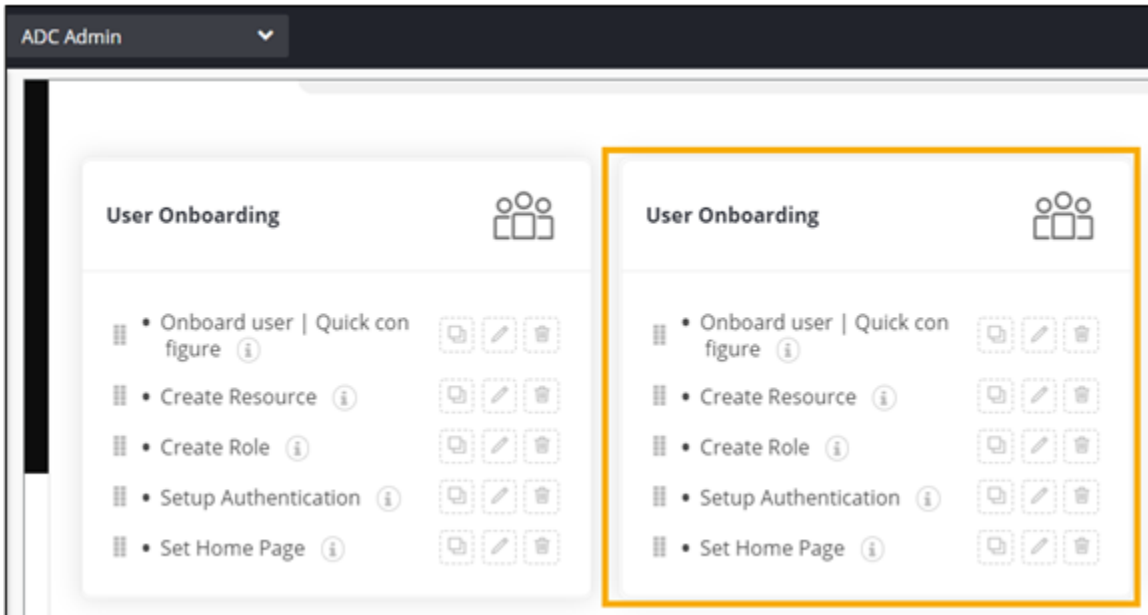 ADC Admin
User Onboarding
• Onboard user | Quick con
figure
• Create Resource
• Create Role
• Setup Authentication
• Set Home Page
User Onboarding
• Onboard user | Quick con
figure
• Create Resource
• Create Role
• Setup Authentication
• Set Home Page